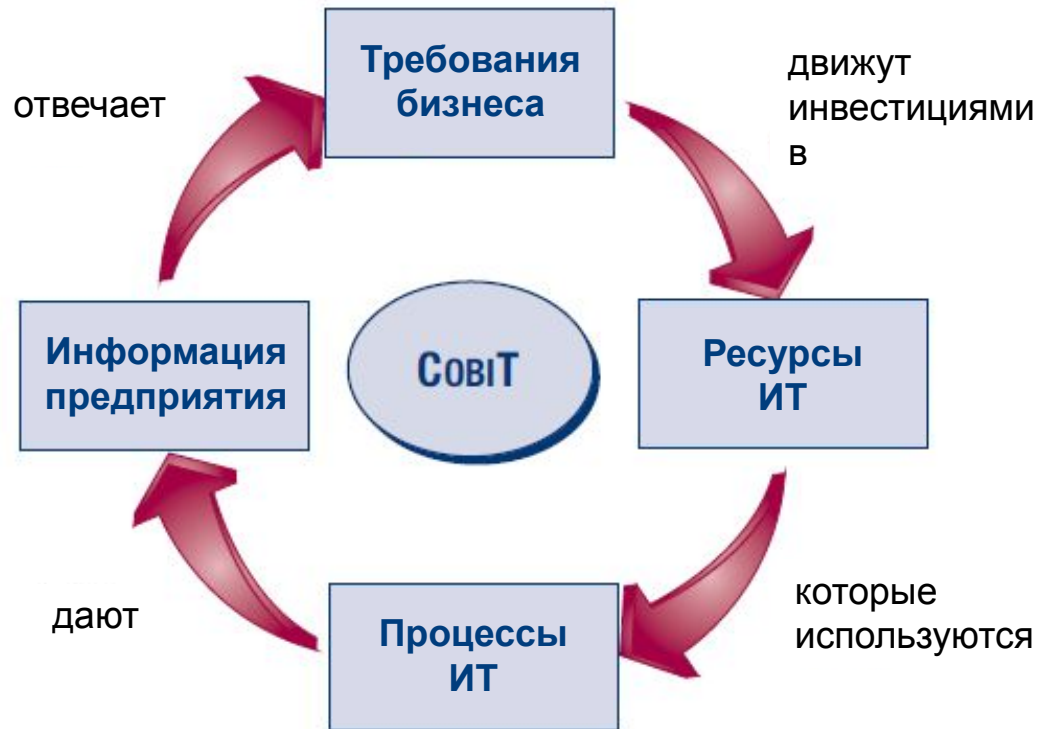 Требования
бизнеса
движут
инвестициями
в
отвечает
Информация
предприятия
COBIT
Ресурсы
ИТ
дают
Процессы
ИТ
которые
используются